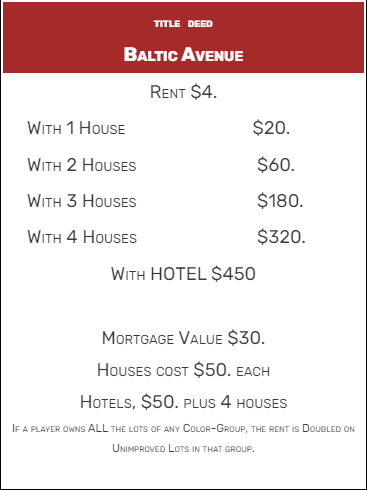 TITLE DEED
BALTIC AVENUE
RENT $4.
WITH 1 HOUSE $20.
WITH 2 HOUSES $60.
WITH 3 HOUSES $180.
WITH 4 HOUSES $320.
WITH HOTEL $450
MORTGAGE VALUE $30.
HOUSES COST $50. EACH
HOTELS, $50. PLUS 4 HOUSES
IF A PLAYER OWNS ALL THE LOTS OF ANY COLOR-GROUP, THE RENT IS DOUBLED ON
UNIMPROVED LOTS IN THAT GROUP.